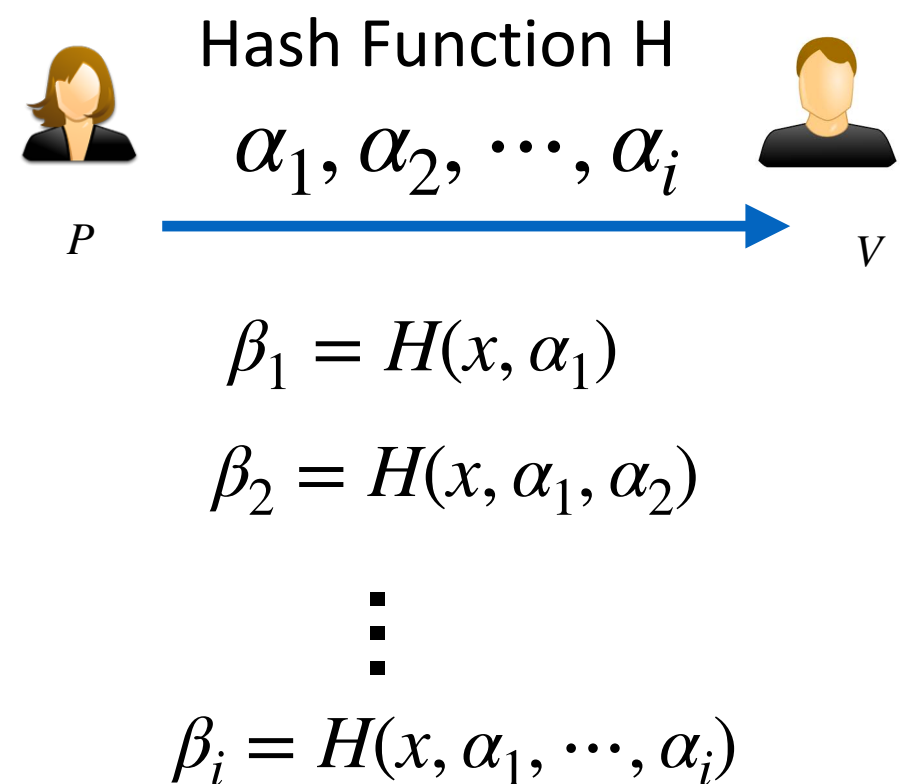 Hash Function H
α₁, α₂, ⋯, αᵢ
P
V
β₁ = H(x, α₁)
β₂ = H(x, α₁, α₂)
⋮
βᵢ = H(x, α₁, ⋯, αᵢ)